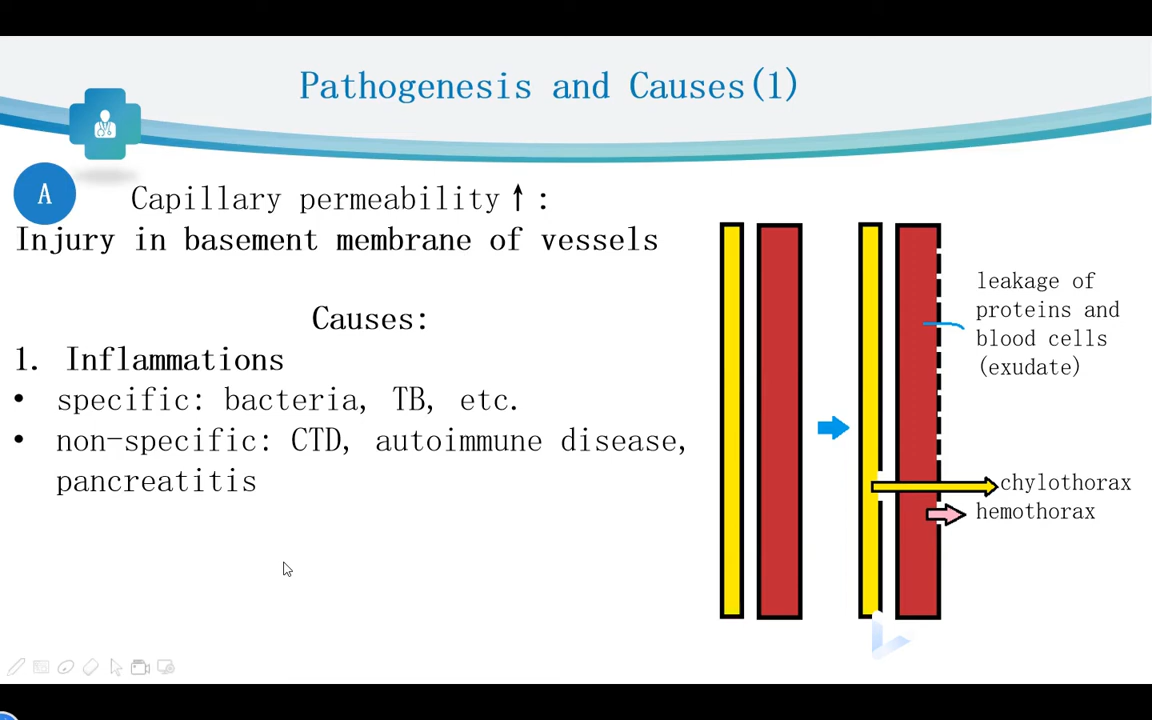 Pathogenesis and Causes(1)
A
Capillary permeability↑:
Injury in basement membrane of vessels
Causes:
1. Inflammations
• specific: bacteria, TB, etc.
• non-specific: CTD, autoimmune disease,
pancreatitis
leakage of
proteins and
blood cells
(exudate)
chylothorax
hemothorax